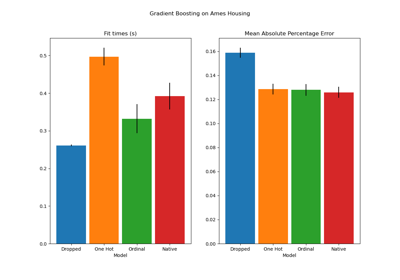 Gradient Boosting on Ames Housing
Fit times (s)
0.5
0.4
0.3
0.2
0.1
0.0
Dropped One Hot Ordinal Native
Model
Mean Absolute Percentage Error
0.16
0.14
0.12
0.10
0.08
0.06
0.04
0.02
0.00
Dropped One Hot Ordinal Native
Model